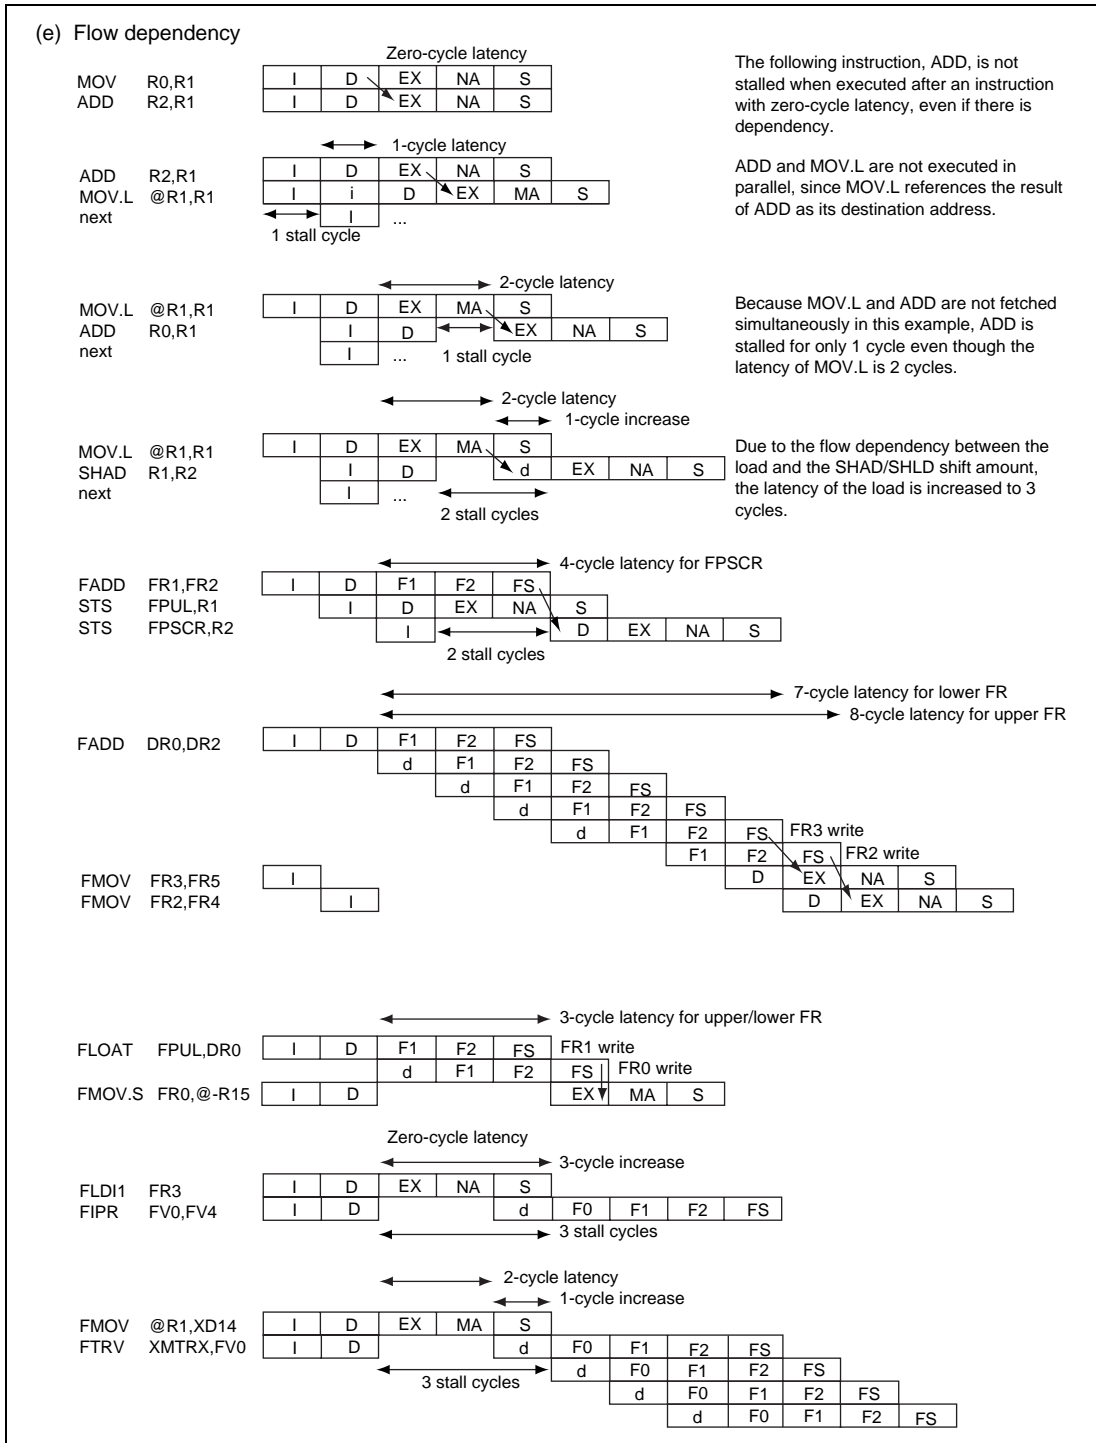 (e) Flow dependency
Zero-cycle latency
MOV R0,R1 I D EX NA S
ADD R2,R1 I D EX NA S
The following instruction, ADD, is not
stalled when executed after an instruction
with zero-cycle latency, even if there is
dependency.
1-cycle latency
ADD R2,R1 I D EX NA S
MOV.L @R1,R1 I i D EX MA S
next I ...
1 stall cycle
ADD and MOV.L are not executed in
parallel, since MOV.L references the result
of ADD as its destination address.
2-cycle latency
MOV.L @R1,R1 I D EX MA S
ADD R0,R1 I D EX NA S
next I ... 1 stall cycle
Because MOV.L and ADD are not fetched
simultaneously in this example, ADD is
stalled for only 1 cycle even though the
latency of MOV.L is 2 cycles.
2-cycle latency
1-cycle increase
MOV.L @R1,R1 I D EX MA S
SHAD R1,R2 I D d EX NA S
next I ...
2 stall cycles
Due to the flow dependency between the
load and the SHAD/SHLD shift amount,
the latency of the load is increased to 3
cycles.
4-cycle latency for FPSCR
FADD FR1,FR2 I D F1 F2 FS
STS FPUL,R1 I D EX NA S
STS FPSCR,R2 I D EX NA S
2 stall cycles
7-cycle latency for lower FR
8-cycle latency for upper FR
FADD DR0,DR2 I D F1 F2 FS
d F1 F2 FS
d F1 F2 FS
d F1 F2 FS
d F1 F2 FS FR3 write
F1 F2 FS FR2 write
FMOV FR3,FR5 I D EX NA S
FMOV FR2,FR4 I D EX NA S
3-cycle latency for upper/lower FR
FLOAT FPUL,DR0 I D F1 F2 FS FR1 write
d F1 F2 FS FR0 write
FMOV.S FR0,@-R15 I D EX MA S
Zero-cycle latency
3-cycle increase
FLDI1 FR3 I D EX NA S
FIPR FV0,FV4 I D d F0 F1 F2 FS
3 stall cycles
2-cycle latency
1-cycle increase
FMOV @R1,XD14 I D EX MA S
FTRV XMTRX,FV0 I D d F0 F1 F2 FS
3 stall cycles d F0 F1 F2 FS
d F0 F1 F2 FS
d F0 F1 F2 FS